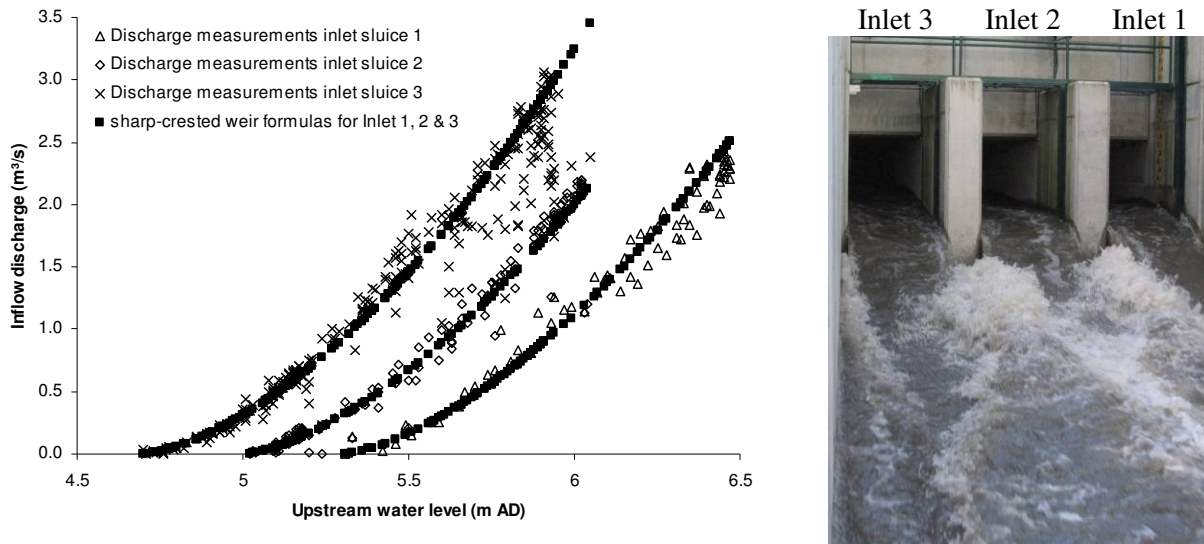 Inlet 3 Inlet 2 Inlet 1
3.5
3.0
2.5
2.0
1.5
1.0
0.5
0.0
Inflow discharge (m³/s)
Discharge measurements inlet sluice 1
Discharge measurements inlet sluice 2
Discharge measurements inlet sluice 3
sharp-crested weir formulas for Inlet 1, 2 & 3
4.5 5 5.5 6 6.5
Upstream water level (m AD)